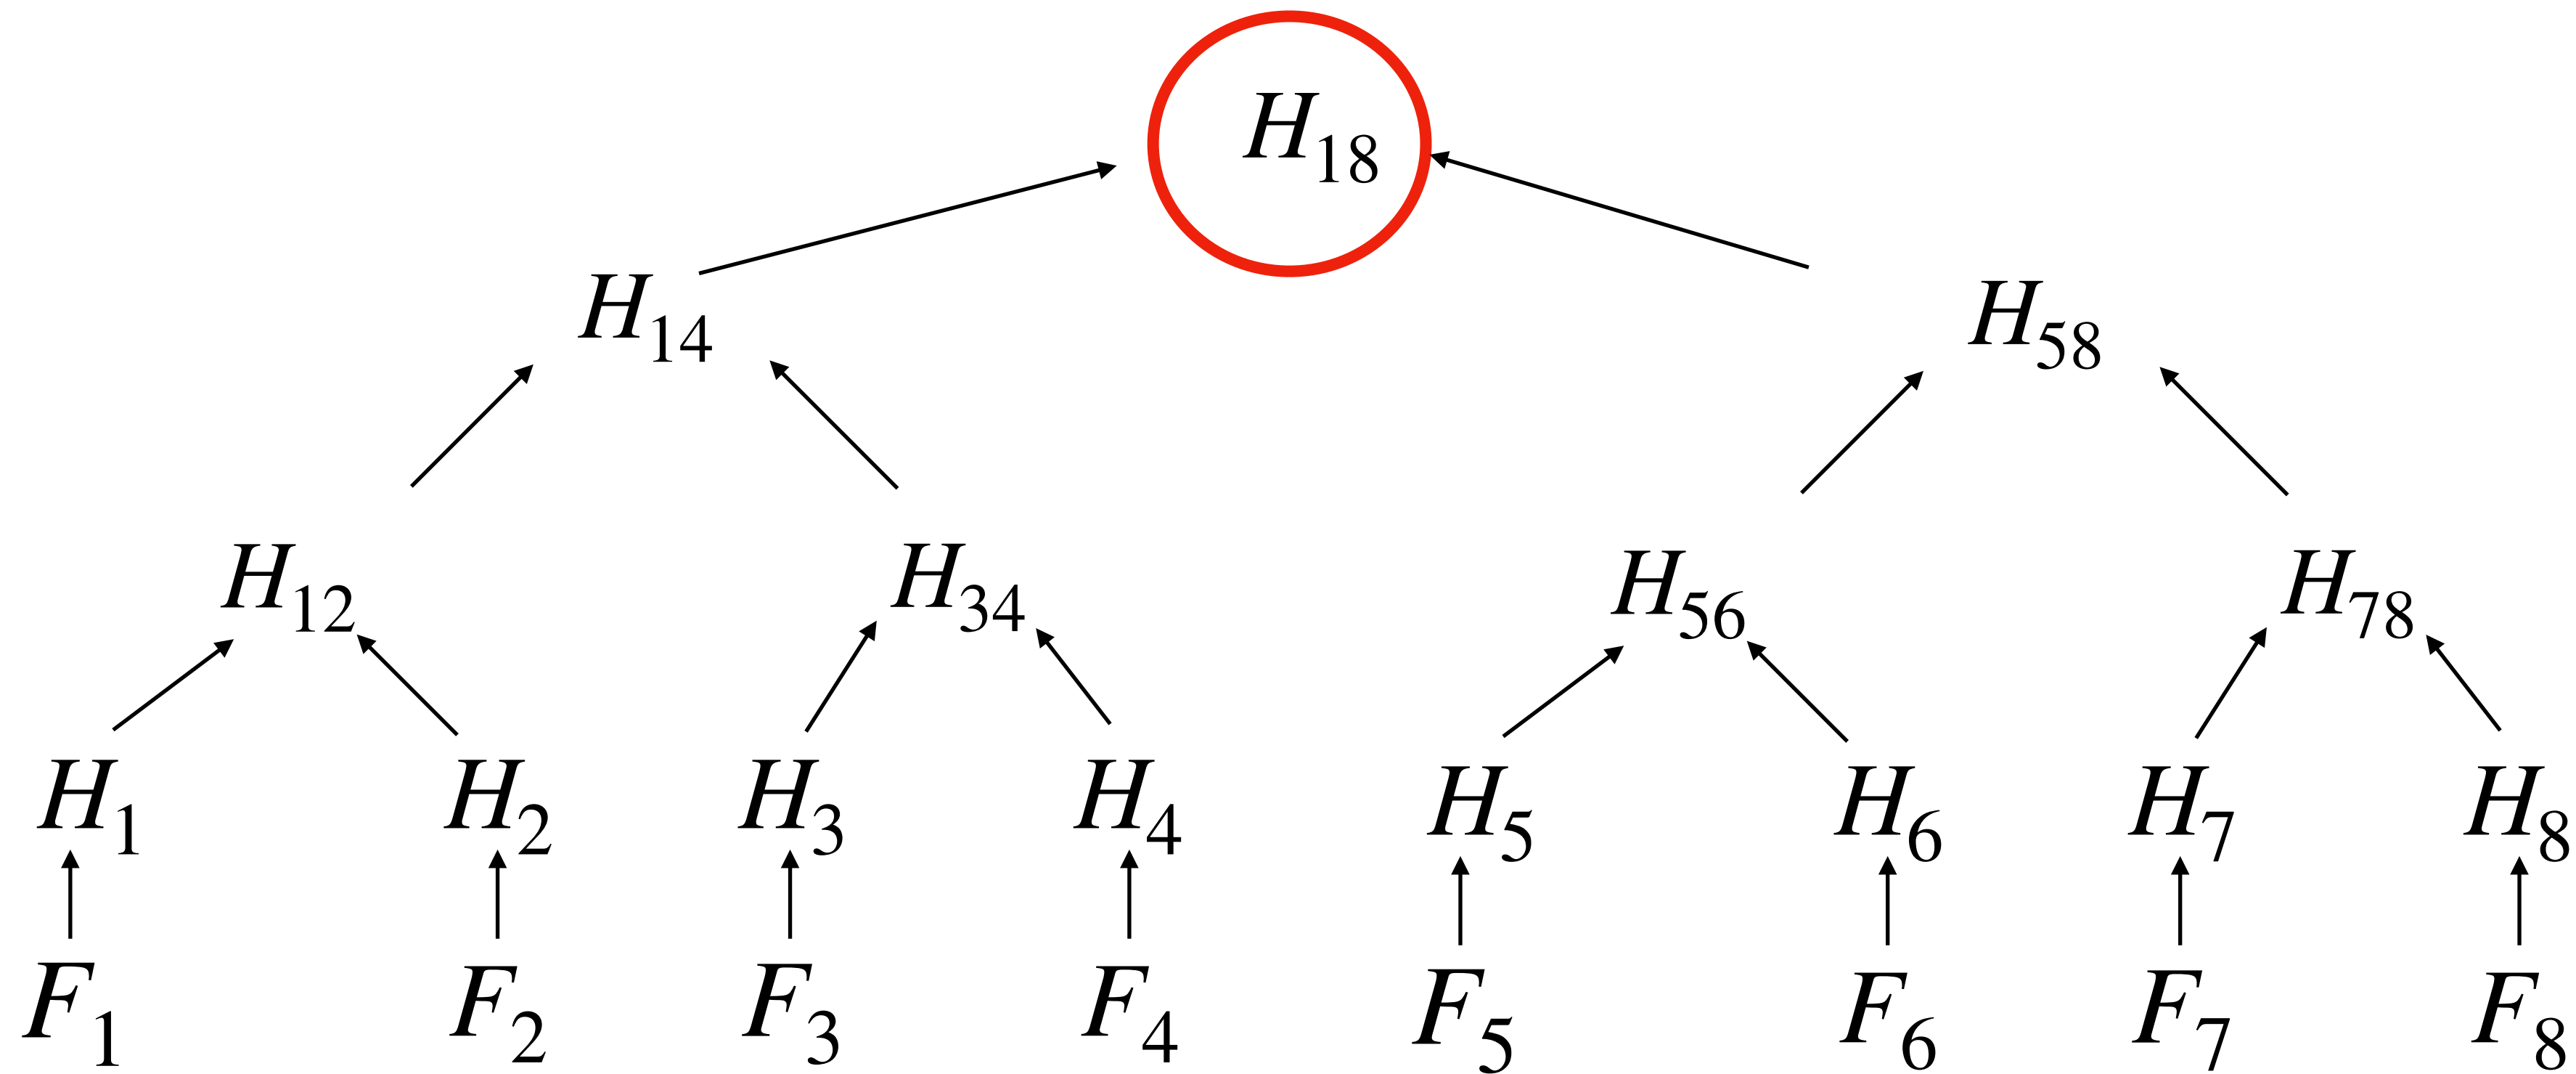 H₁₈
H₁₄ H₅₈
H₁₂ H₃₄ H₅₆ H₇₈
H₁ H₂ H₃ H₄ H₅ H₆ H₇ H₈
F₁ F₂ F₃ F₄ F₅ F₆ F₇ F₈